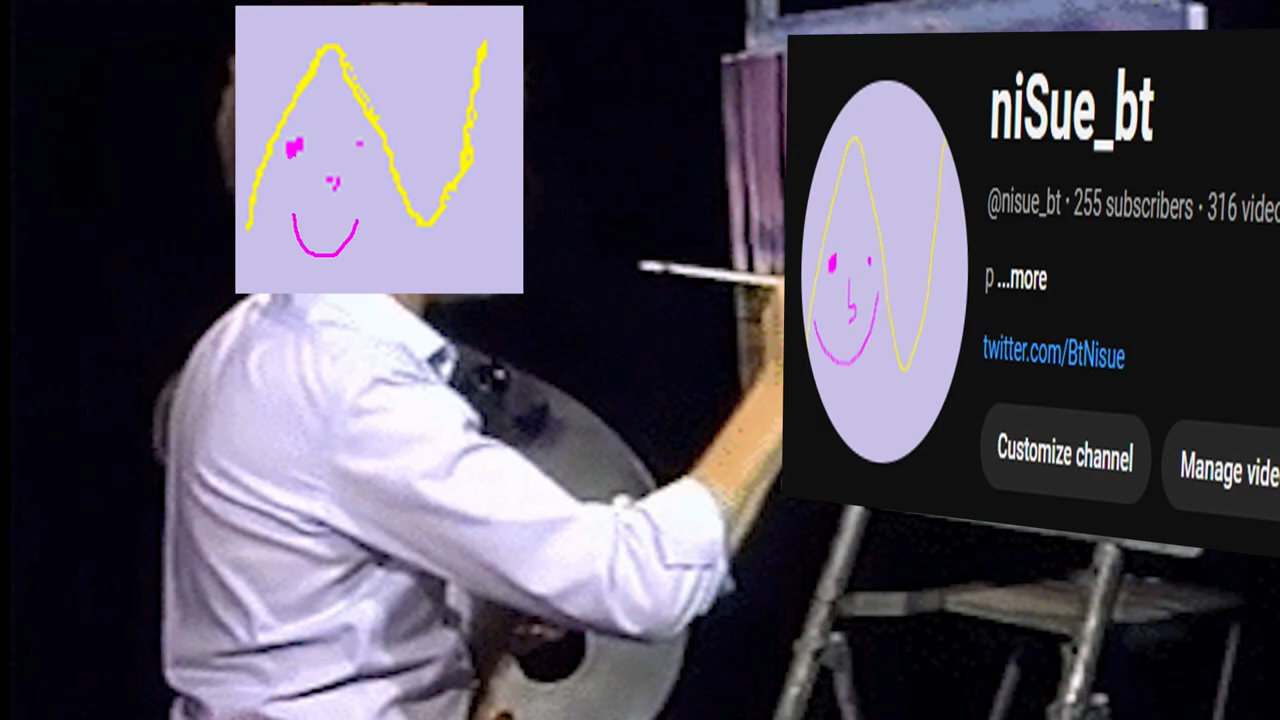 niSue_bt
@nisue_bt · 255 subscribers · 316 video
p ...more
twitter.com/BtNisue
Customize channel
Manage vide